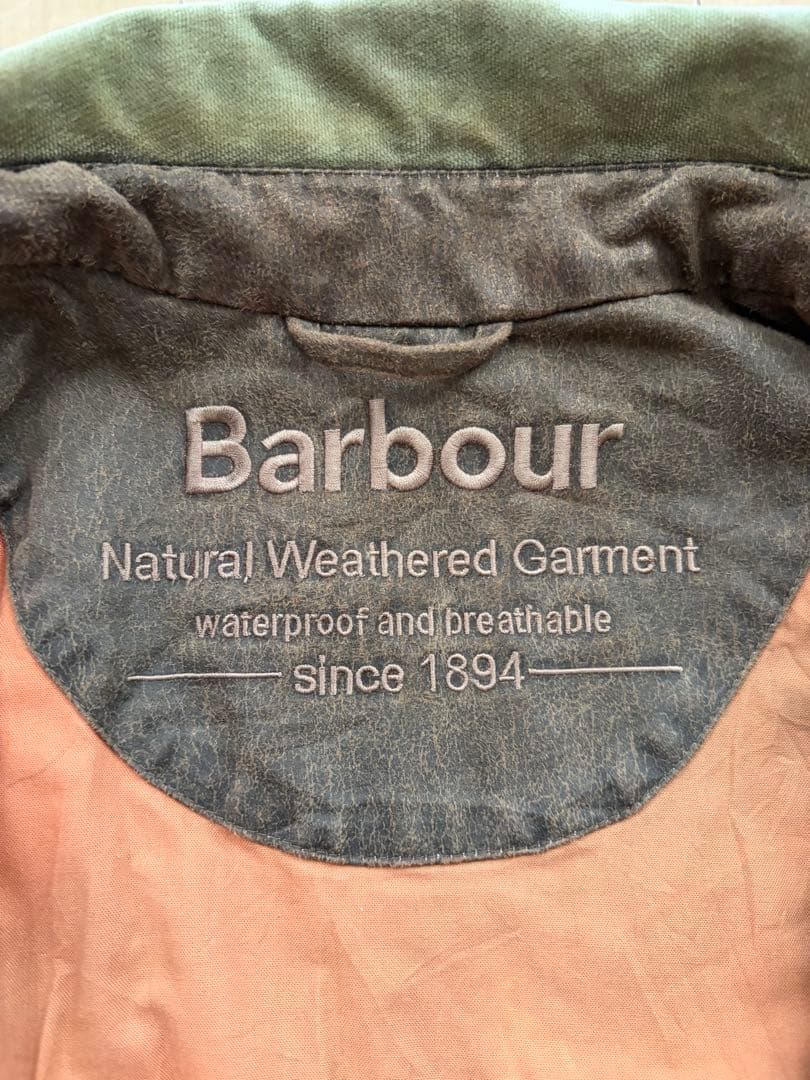 Barbour
Natural Weathered Garment
waterproof and breathable
since 1894